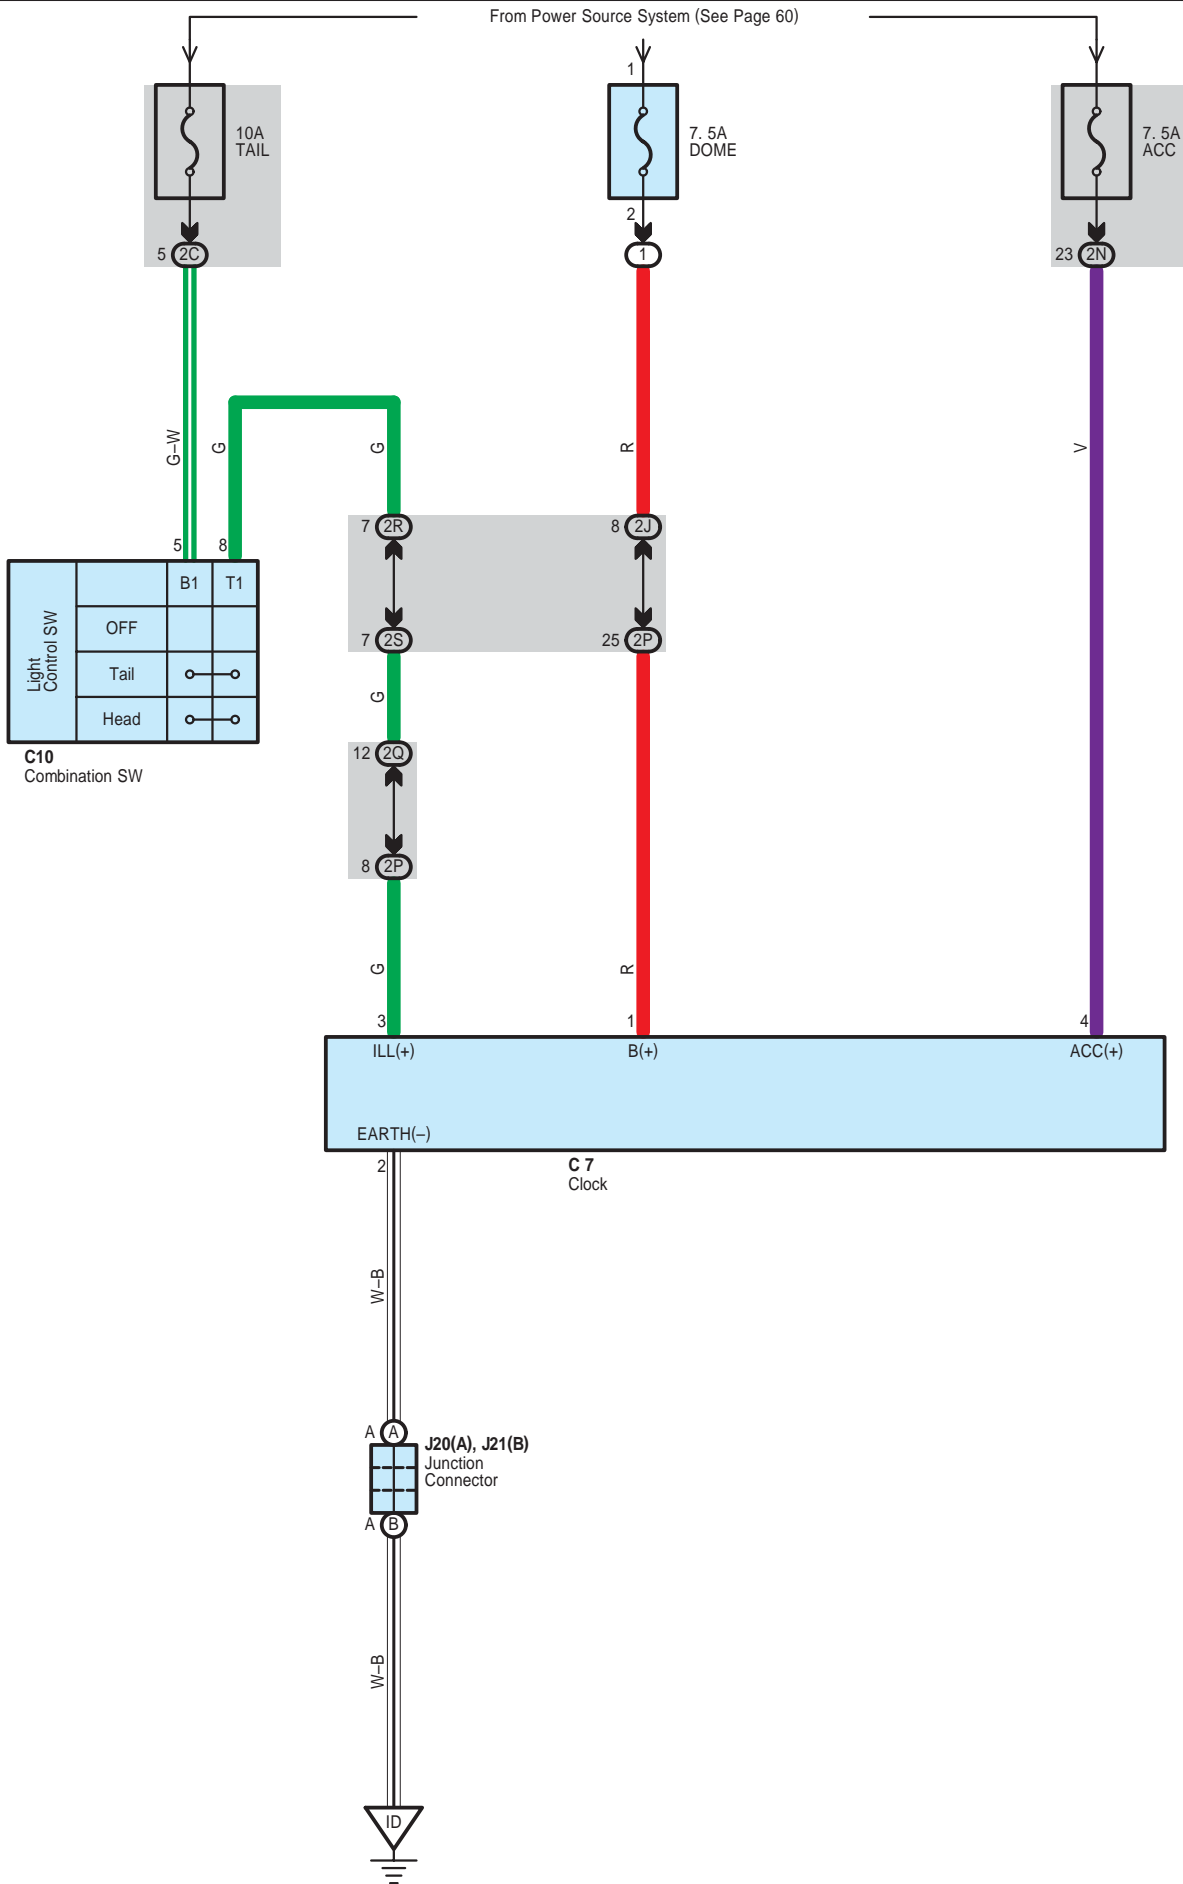 From Power Source System (See Page 60)
1
10A
TAIL
7. 5A
DOME
7. 5A
ACC
2
5 2C
1
23 2N
G–W
G
G
R
V
5
8
7 2R
8 2J
Light
Control SW
B1
T1
OFF
Tail
Head
7 2S
25 2P
C10
Combination SW
G
12 2Q
8 2P
G
R
3
1
4
ILL(+)
B(+)
ACC(+)
EARTH(–)
2
C 7
Clock
W–B
A A
J20(A), J21(B)
Junction
Connector
A B
W–B
ID